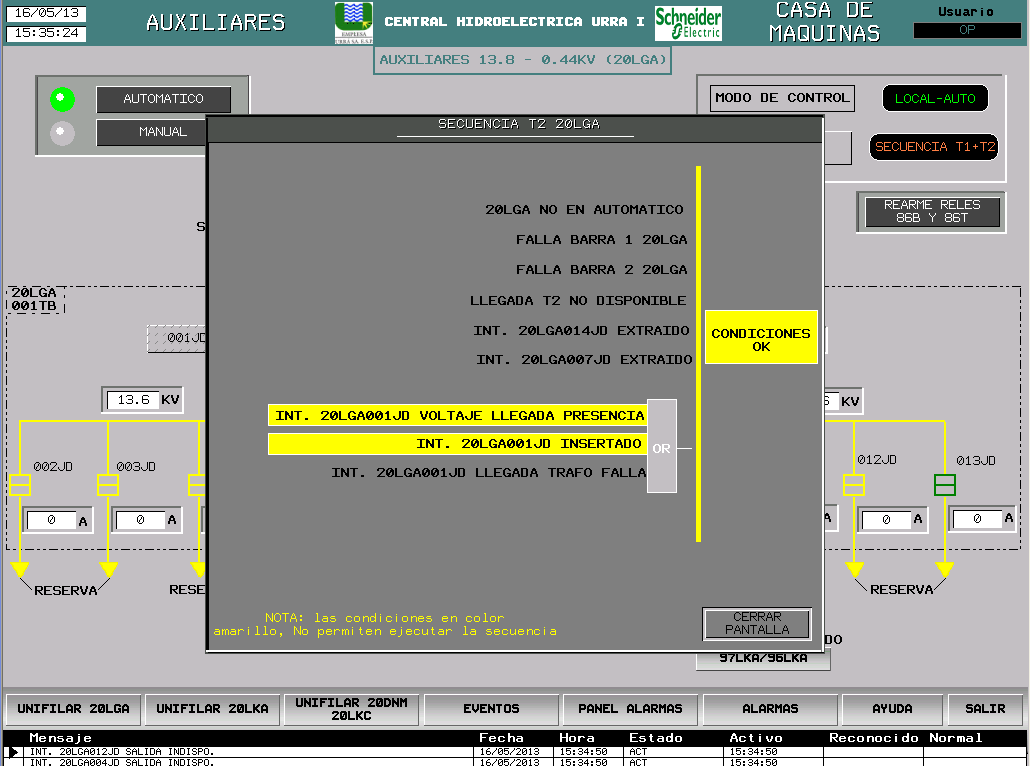 16/05/13
15:35:24
AUXILIARES
EMPRESA
URRA S.A. E.S.P.
CENTRAL HIDROELECTRICA URRA I
Schneider
Electric
CASA DE
MAQUINAS
Usuario
OP
AUXILIARES 13.8 - 0.44KV (20LGA)
AUTOMATICO
MANUAL
MODO DE CONTROL
LOCAL-AUTO
SECUENCIA T1+T2
REARME RELES
86B Y 86T
SECUENCIA T2 20LGA
20LGA NO EN AUTOMATICO
FALLA BARRA 1 20LGA
FALLA BARRA 2 20LGA
LLEGADA T2 NO DISPONIBLE
INT. 20LGA014JD EXTRAIDO
INT. 20LGA007JD EXTRAIDO
CONDICIONES
OK
INT. 20LGA001JD VOLTAJE LLEGADA PRESENCIA
INT. 20LGA001JD INSERTADO
INT. 20LGA001JD LLEGADA TRAFO FALLA
OR
NOTA: las condiciones en color
amarillo, No permiten ejecutar la secuencia
CERRAR
PANTALLA
S
20LGA
001TB
001JD
13.6 KV
KV
002JD
003JD
012JD
013JD
0 A
0 A
A
0 A
0 A
RESERVA
RESE
RESERVA
DO
97LKA/96LKA
UNIFILAR 20LGA
UNIFILAR 20LKA
UNIFILAR 20DNM
20LKC
EVENTOS
PANEL ALARMAS
ALARMAS
AYUDA
SALIR
Mensaje Fecha Hora Estado Activo Reconocido Normal
INT. 20LGA012JD SALIDA INDISPO. 16/05/2013 15:34:50 ACT 15:34:50
INT. 20LGA004JD SALIDA INDISPO. 16/05/2013 15:34:50 ACT 15:34:50